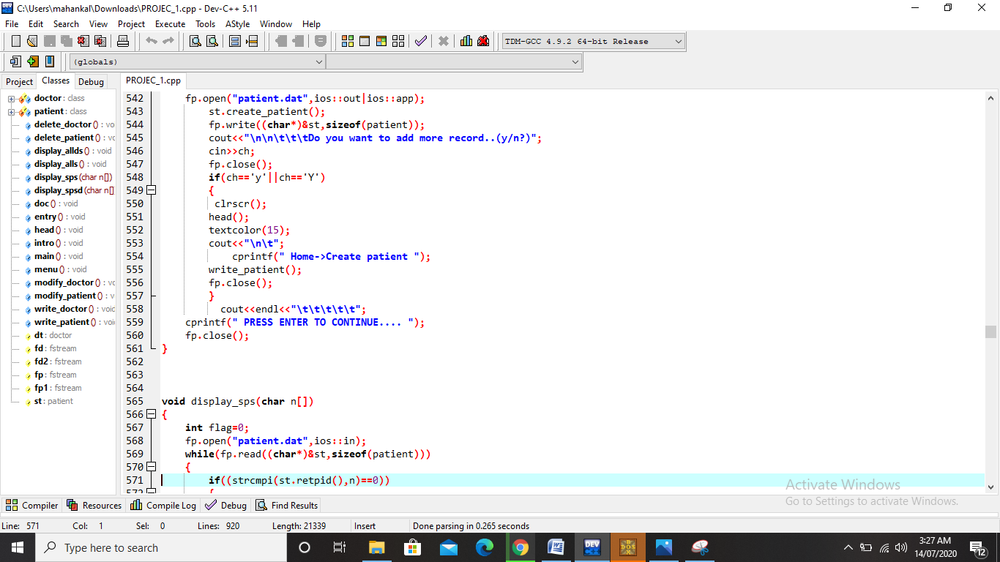 C:\Users\mahankal\Downloads\PROJEC_1.cpp - Dev-C++ 5.11
File Edit Search View Project Execute Tools AStyle Window Help
TDM-GCC 4.9.2 64-bit Release
(globals)
Project Classes Debug
PROJEC_1.cpp
doctor : class
patient : class
delete_doctor () : vo
delete_patient () : vc
display_allds () : void
display_alls () : void
display_sps (char n[])
display_spsd (char n[]
doc () : void
entry () : void
head () : void
intro () : void
main () : void
menu () : void
modify_doctor () : vc
modify_patient () : v
write_doctor () : voic
write_patient () : voi
dt : doctor
fd : fstream
fd2 : fstream
fp : fstream
fp1 : fstream
st : patient
542 fp.open("patient.dat",ios::out|ios::app);
543 st.create_patient();
544 fp.write((char*)&st,sizeof(patient));
545 cout<<"\n\n\t\t\tDo you want to add more record..(y/n?)";
546 cin>>ch;
547 fp.close();
548 if(ch=='y'||ch=='Y')
549 {
550 clrscr();
551 head();
552 textcolor(15);
553 cout<<"\n\t";
554 cprintf(" Home->Create patient ");
555 write_patient();
556 fp.close();
557 }
558 cout<<endl<<"\t\t\t\t\t";
559 cprintf(" PRESS ENTER TO CONTINUE.... ");
560 fp.close();
561 }
562
563
564
565 void display_sps(char n[])
566 {
567 int flag=0;
568 fp.open("patient.dat",ios::in);
569 while(fp.read((char*)&st,sizeof(patient)))
570 {
571 if((strcmpi(st.retpid(),n)==0))
572 {
Activate Windows
Go to Settings to activate Windows.
Compiler Resources Compile Log Debug Find Results
Line: 571 Col: 1 Sel: 0 Lines: 920 Length: 21339 Insert Done parsing in 0.265 seconds
Type here to search
3:27 AM
14/07/2020
12